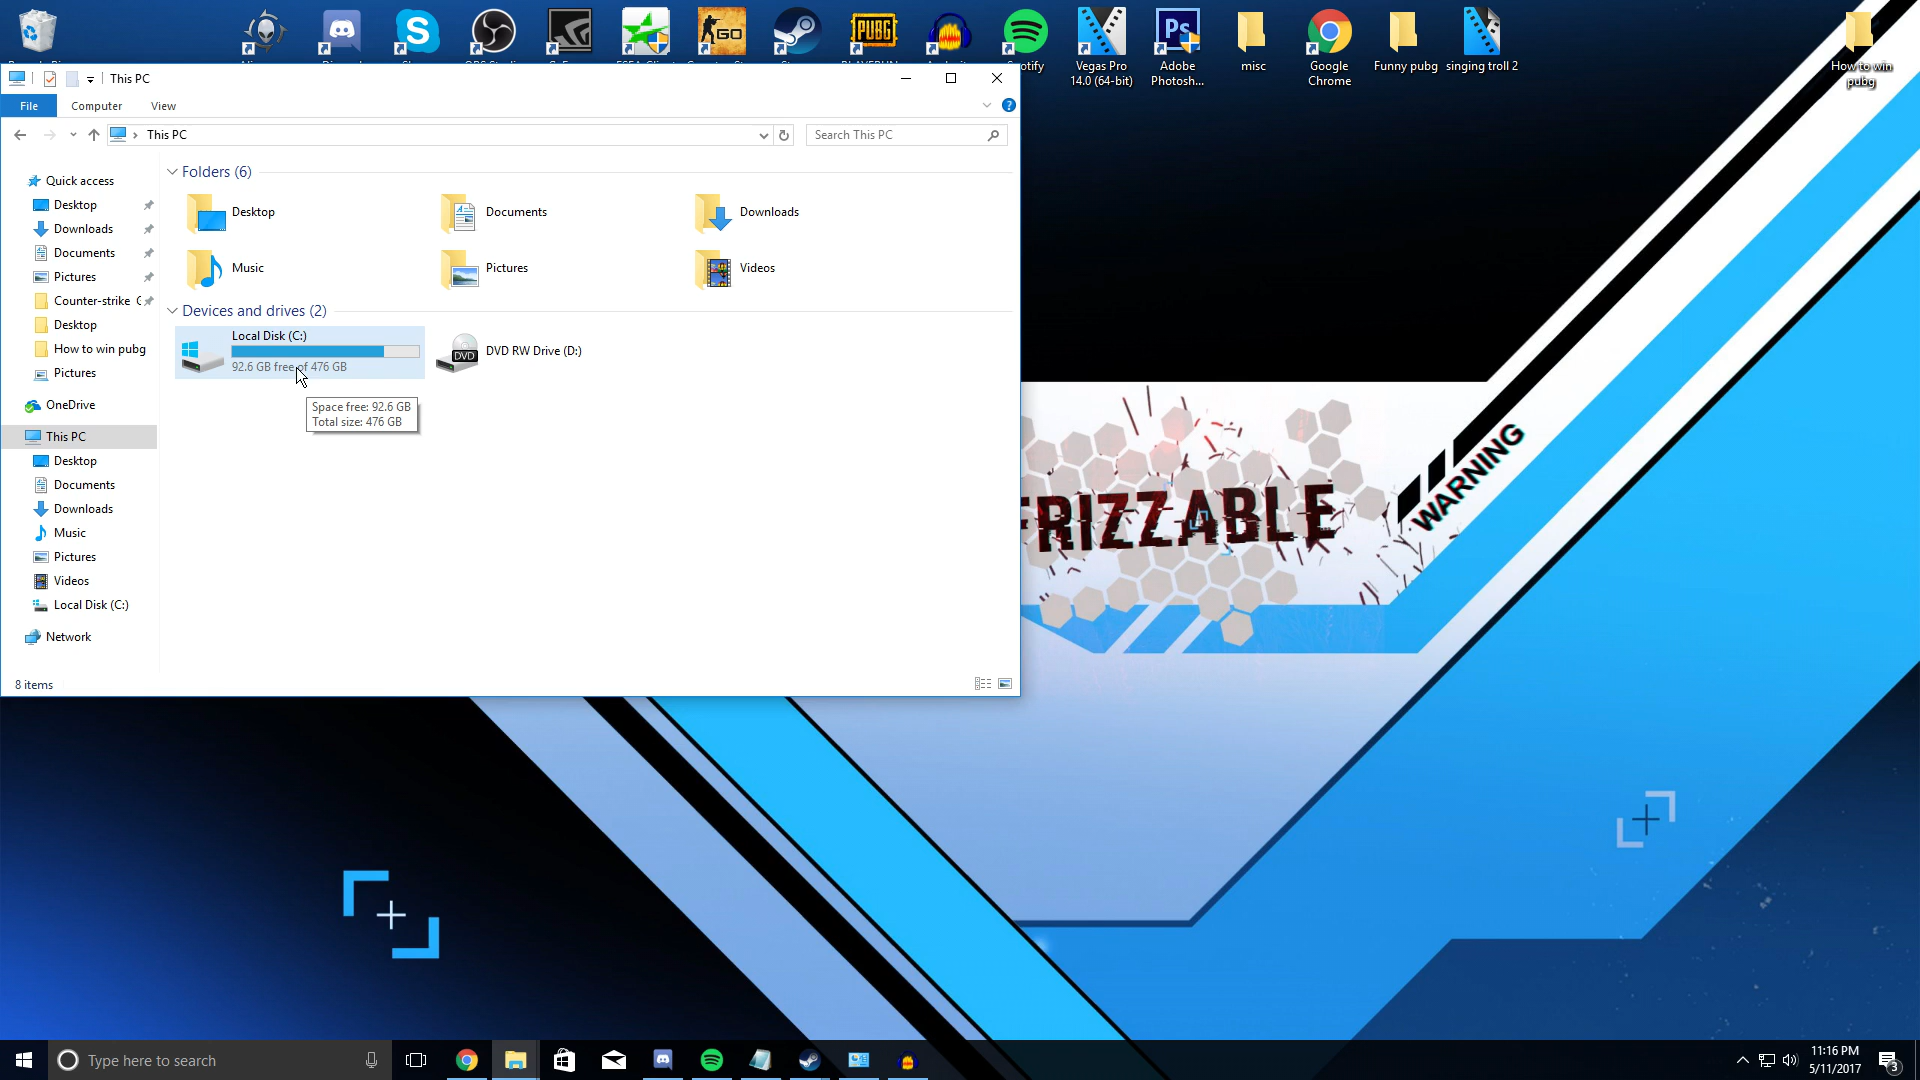 Vegas Pro
14.0 (64-bit)
Adobe
Photosh...
misc
Google
Chrome
Funny pubg
singing troll 2
How to win
pubg
This PC
File
Computer
View
This PC
Search This PC
Quick access
Desktop
Downloads
Documents
Pictures
Counter-strike
Desktop
How to win pubg
Pictures
OneDrive
This PC
Desktop
Documents
Downloads
Music
Pictures
Videos
Local Disk (C:)
Network
Folders (6)
Desktop
Documents
Downloads
Music
Pictures
Videos
Devices and drives (2)
Local Disk (C:)
92.6 GB free of 476 GB
DVD
DVD RW Drive (D:)
Space free: 92.6 GB
Total size: 476 GB
8 items
PUBG
GO
Ps
FRIZZABLE
WARNING
Type here to search
11:16 PM
5/11/2017
3